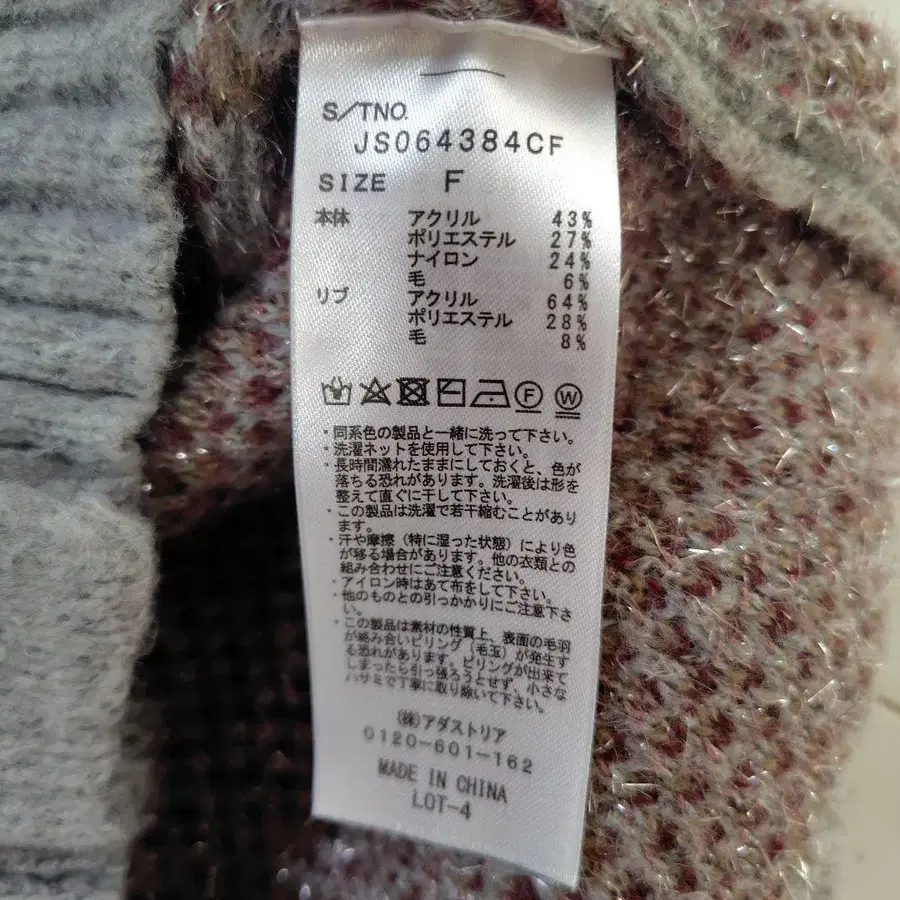 S/TNO.
JS064384CF
SIZE F
本体 アクリル 43%
ポリエステル 27%
ナイロン 24%
毛 6%
リブ アクリル 64%
ポリエステル 28%
毛 8%
F W
・同系色の製品と一緒に洗って下さい。
・洗濯ネットを使用して下さい。
・長時間濡れたままにしておくと、色が
落ちる恐れがあります。洗濯後は形を
整えて直ぐに干して下さい。
・この製品は洗濯で若干縮むことがあり
ます。
・汗や摩擦（特に湿った状態）により色
が移る場合があります。他の衣類との
組み合わせにご注意ください。
・アイロン時はあて布をして下さい。
・他のものとの引っかかりにご注意下さ
い。
・この製品は素材の性質上、表面の毛羽
が絡み合いピリング（毛玉）が発生す
る恐れがあります。ピリングが出来て
しまったら引っ張ろうとせず、小さな
ハサミで丁寧に取り除いて下さい。
㈱アダストリア
0120-601-162
MADE IN CHINA
LOT-4